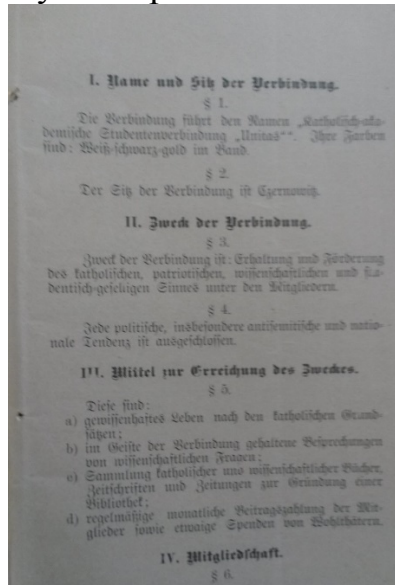 I. Name und Sitz der Verbindung.
§ 1.
Die Verbindung führt den Namen „Katholisch-aka-
demische Studentenverbindung „Unitas““. Ihre Farben
sind: Weiß-schwarz-gold im Band.
§ 2.
Der Sitz der Verbindung ist Czernowitz.
II. Zweck der Verbindung.
§ 3.
Zweck der Verbindung ist: Erhaltung und Förderung
des katholischen, patriotischen, wissenschaftlichen und stu-
dentisch-geselligen Sinnes unter den Mitgliedern.
§ 4.
Jede politische, insbesondere antisemitische und natio-
nale Tendenz ist ausgeschlossen.
III. Mittel zur Erreichung des Zweckes.
§ 5.
Diese sind:
a) gewissenhaftes Leben nach den katholischen Grund-
sätzen;
b) im Geiste der Verbindung gehaltene Besprechungen
von wissenschaftlichen Fragen;
c) Sammlung katholischer und wissenschaftlicher Bücher,
Zeitschriften und Zeitungen zur Gründung einer
Bibliothek;
d) regelmäßige monatliche Beitragszahlung der Mit-
glieder sowie etwaige Spenden von Wohltätern.
IV. Mitgliedschaft.
§ 6.